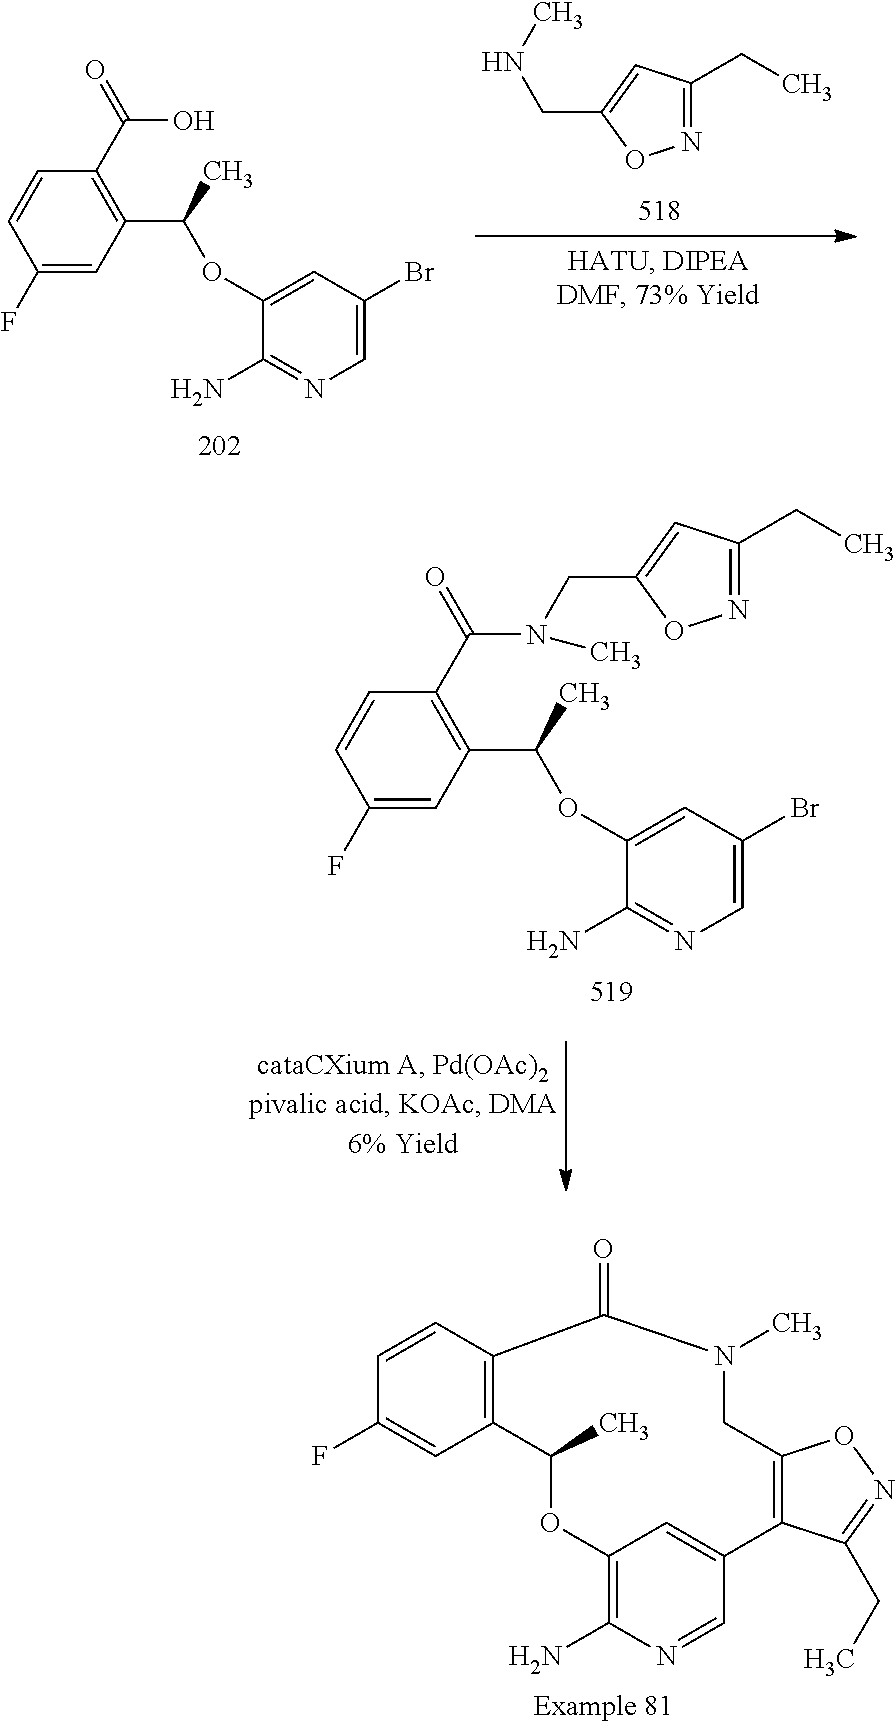 CH₃
HN
CH₃
O
N
518
O
OH
CH₃
O
Br
F
H₂N
N
202
HATU, DIPEA
DMF, 73% Yield
CH₃
O
N
O
N
CH₃
CH₃
O
Br
F
H₂N
N
519
cataCXium A, Pd(OAc)₂
pivalic acid, KOAc, DMA
6% Yield
O
N
CH₃
F
CH₃
O
N
O
H₂N
N
H₃C
Example 81